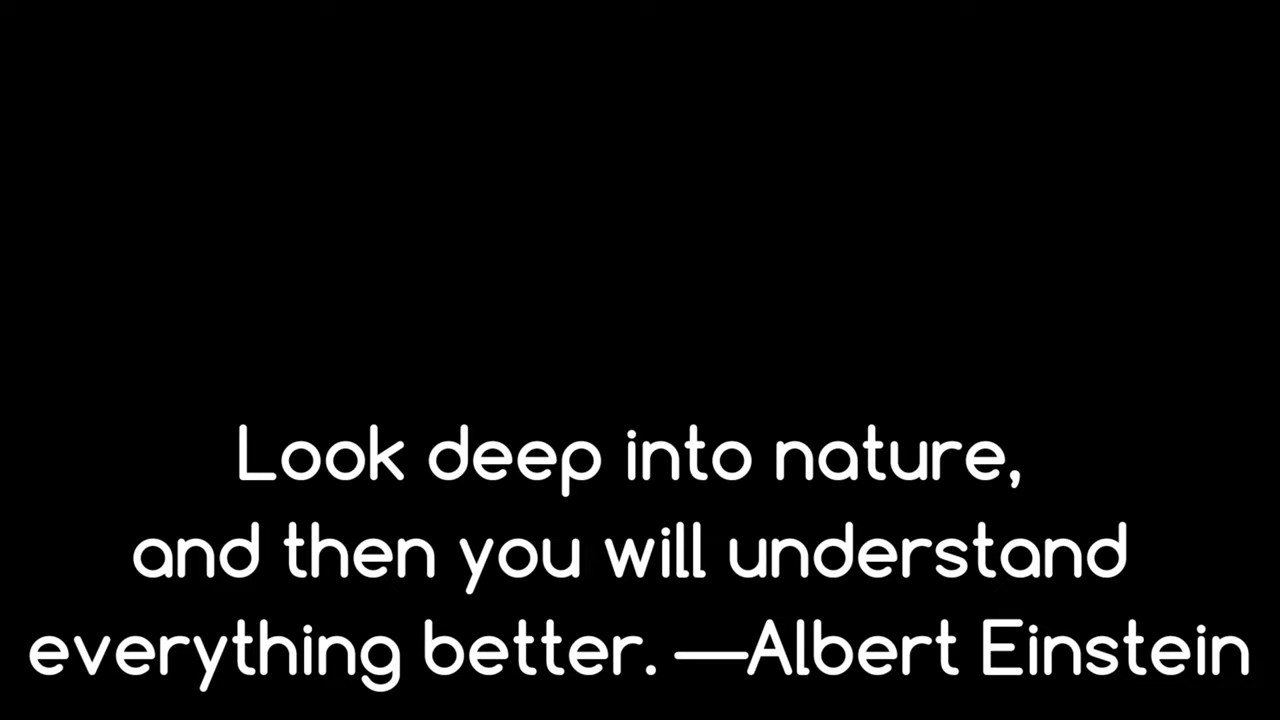 Look deep into nature,
and then you will understand
everything better. —Albert Einstein